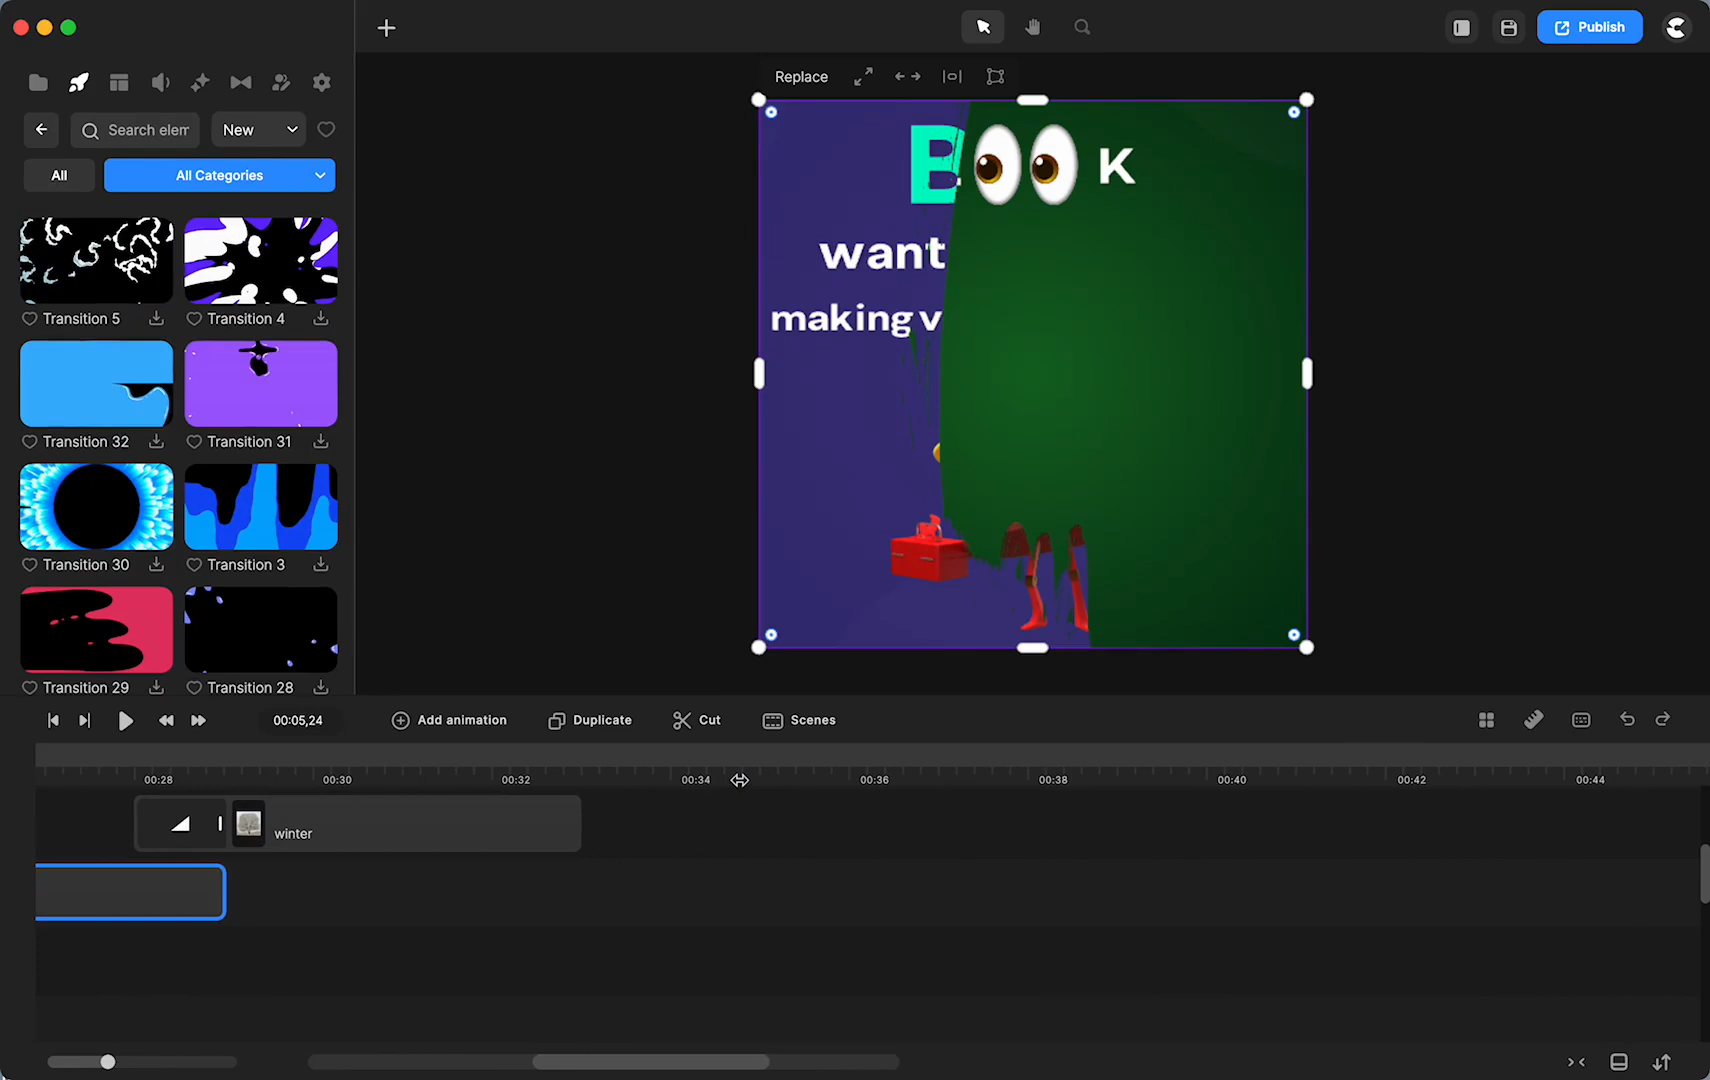 Publish
Replace
Search elem
New
All
All Categories
B K
want
making v
Transition 5
Transition 4
Transition 32
Transition 31
Transition 30
Transition 3
Transition 29
Transition 28
00:05,24
Add animation
Duplicate
Cut
Scenes
00:28
00:30
00:32
00:34
00:36
00:38
00:40
00:42
00:44
winter